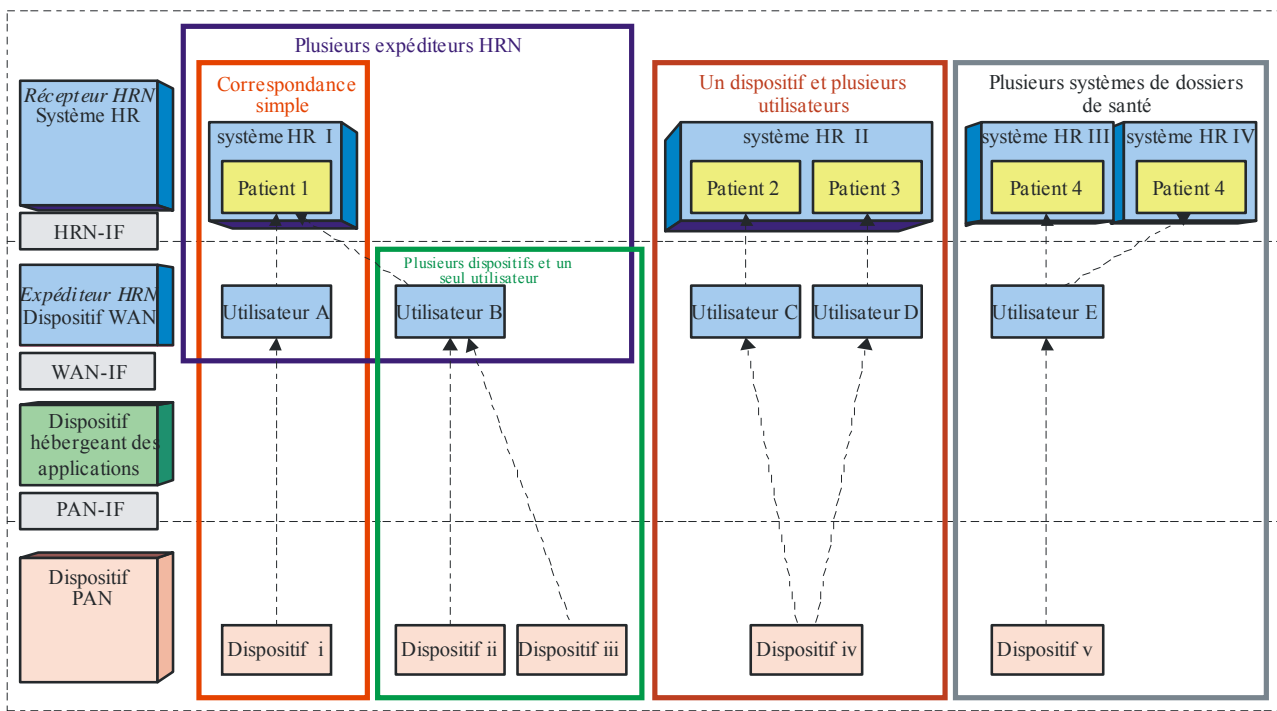 Plusieurs expéditeurs HRN
Correspondance
simple
Un dispositif et plusieurs
utilisateurs
Plusieurs systèmes de dossiers
de santé
Récepteur HRN
Système HR
système HR I
Patient 1
système HR II
Patient 2
Patient 3
système HR III
Patient 4
système HR IV
Patient 4
HRN-IF
Plusieurs dispositifs et un
seul utilisateur
Expéditeur HRN
Dispositif WAN
Utilisateur A
Utilisateur B
Utilisateur C
Utilisateur D
Utilisateur E
WAN-IF
Dispositif
hébergeant des
applications
PAN-IF
Dispositif
PAN
Dispositif i
Dispositif ii
Dispositif iii
Dispositif iv
Dispositif v